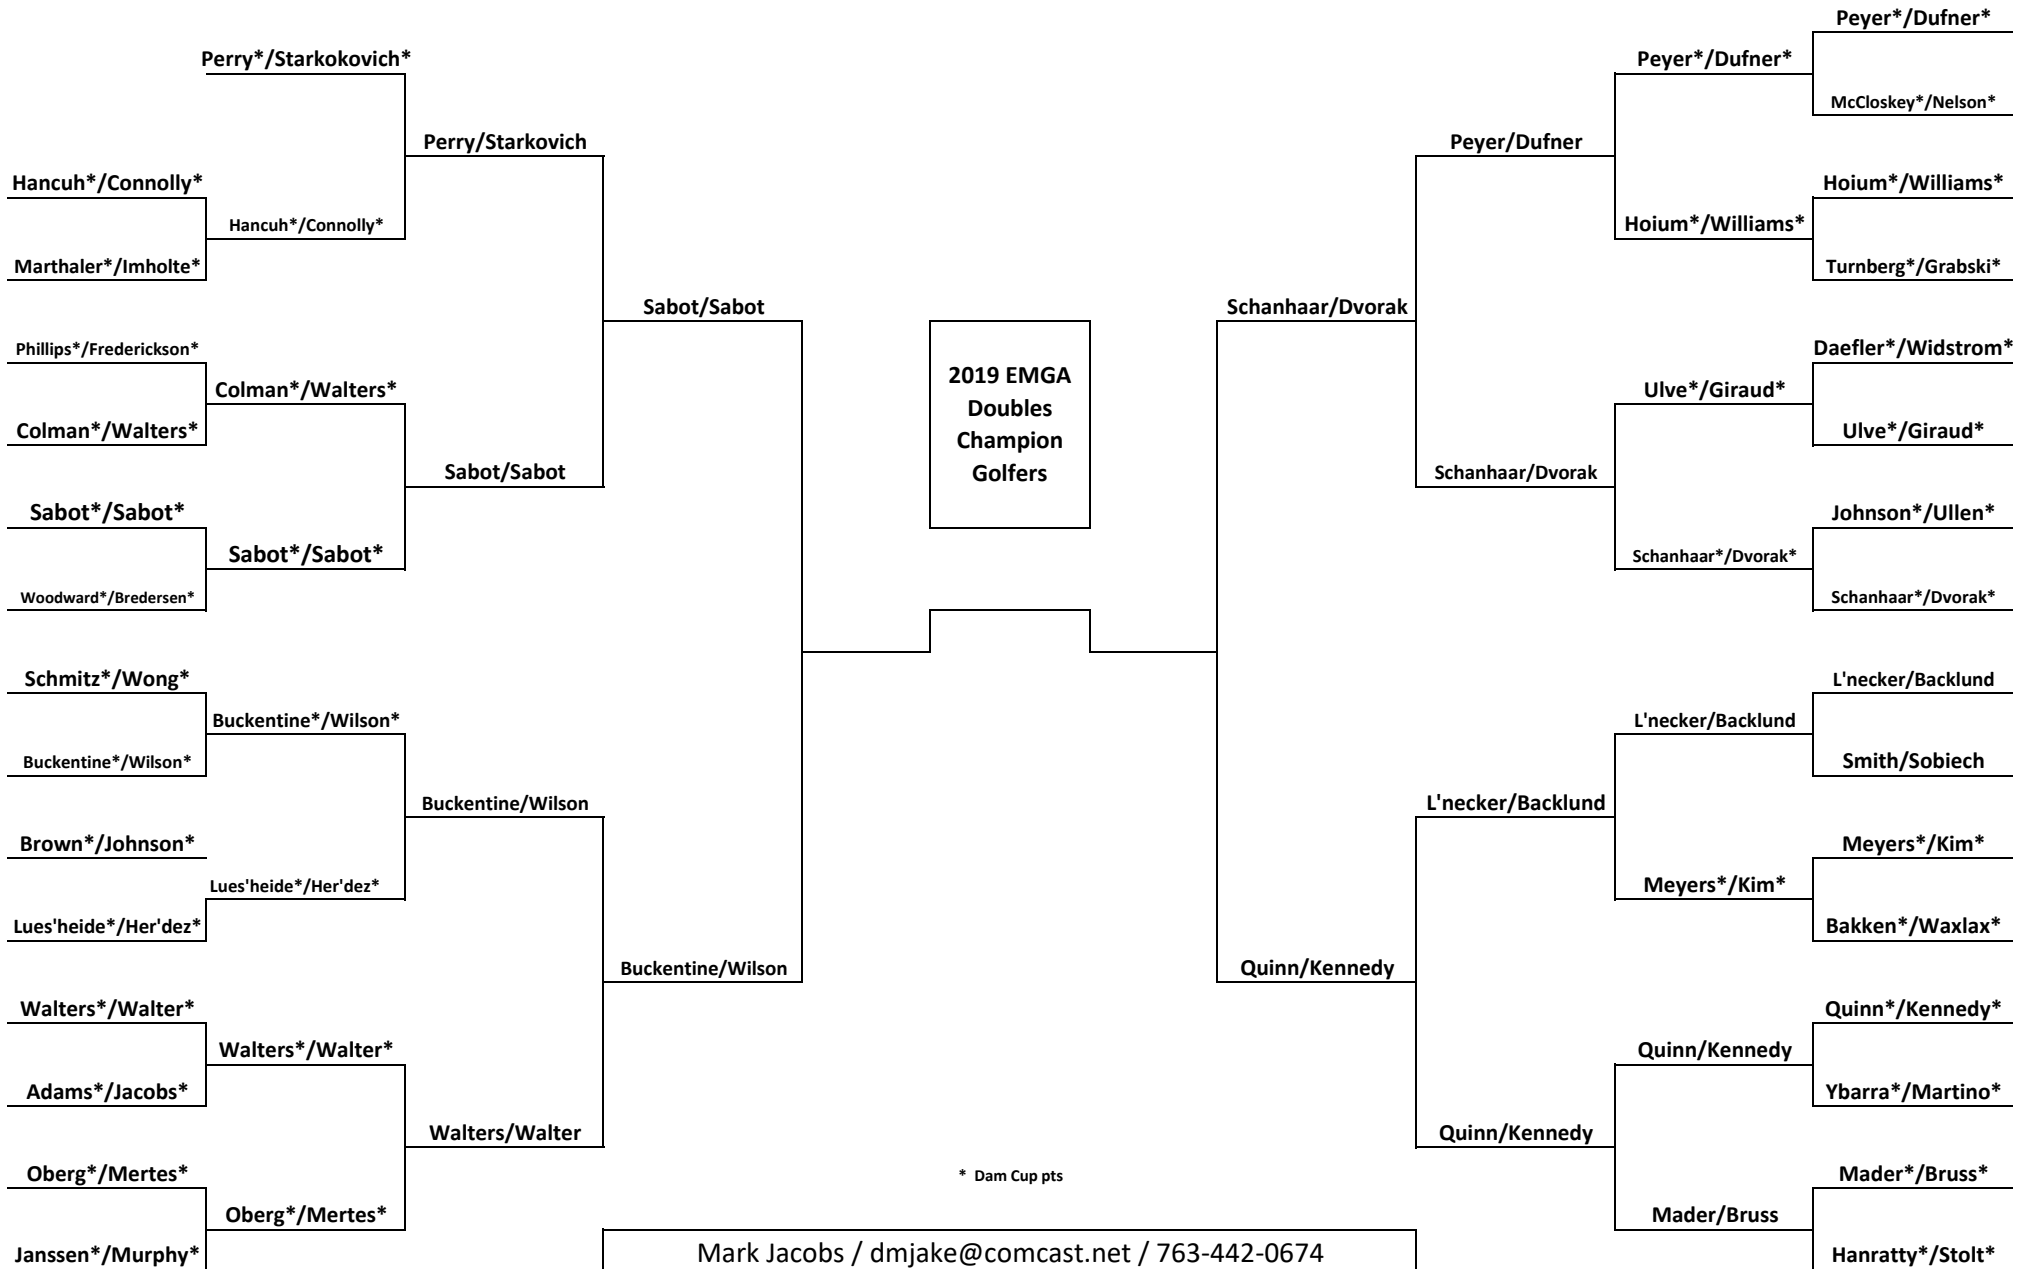 Peyer*/Dufner*
Perry*/Starkokovich*
Peyer*/Dufner*
McCloskey*/Nelson*
Perry/Starkovich
Peyer/Dufner
Hancuh*/Connolly*
Hoium*/Williams*
Hancuh*/Connolly*
Hoium*/Williams*
Marthaler*/Imholte*
Turnberg*/Grabski*
Sabot/Sabot
Schanhaar/Dvorak
Phillips*/Frederickson*
Daefler*/Widstrom*
2019 EMGA
Doubles
Champion
Golfers
Colman*/Walters*
Ulve*/Giraud*
Colman*/Walters*
Ulve*/Giraud*
Sabot/Sabot
Schanhaar/Dvorak
Sabot*/Sabot*
Johnson*/Ullen*
Sabot*/Sabot*
Schanhaar*/Dvorak*
Woodward*/Bredersen*
Schanhaar*/Dvorak*
Schmitz*/Wong*
L'necker/Backlund
Buckentine*/Wilson*
L'necker/Backlund
Buckentine*/Wilson*
Smith/Sobiech
Buckentine/Wilson
L'necker/Backlund
Brown*/Johnson*
Meyers*/Kim*
Lues'heide*/Her'dez*
Meyers*/Kim*
Lues'heide*/Her'dez*
Bakken*/Waxlax*
Buckentine/Wilson
Quinn/Kennedy
Walters*/Walter*
Quinn*/Kennedy*
Walters*/Walter*
Quinn/Kennedy
Adams*/Jacobs*
Ybarra*/Martino*
Walters/Walter
Quinn/Kennedy
Oberg*/Mertes*
* Dam Cup pts
Mader*/Bruss*
Oberg*/Mertes*
Mader/Bruss
Janssen*/Murphy*
Mark Jacobs / dmjake@comcast.net / 763-442-0674
Hanratty*/Stolt*